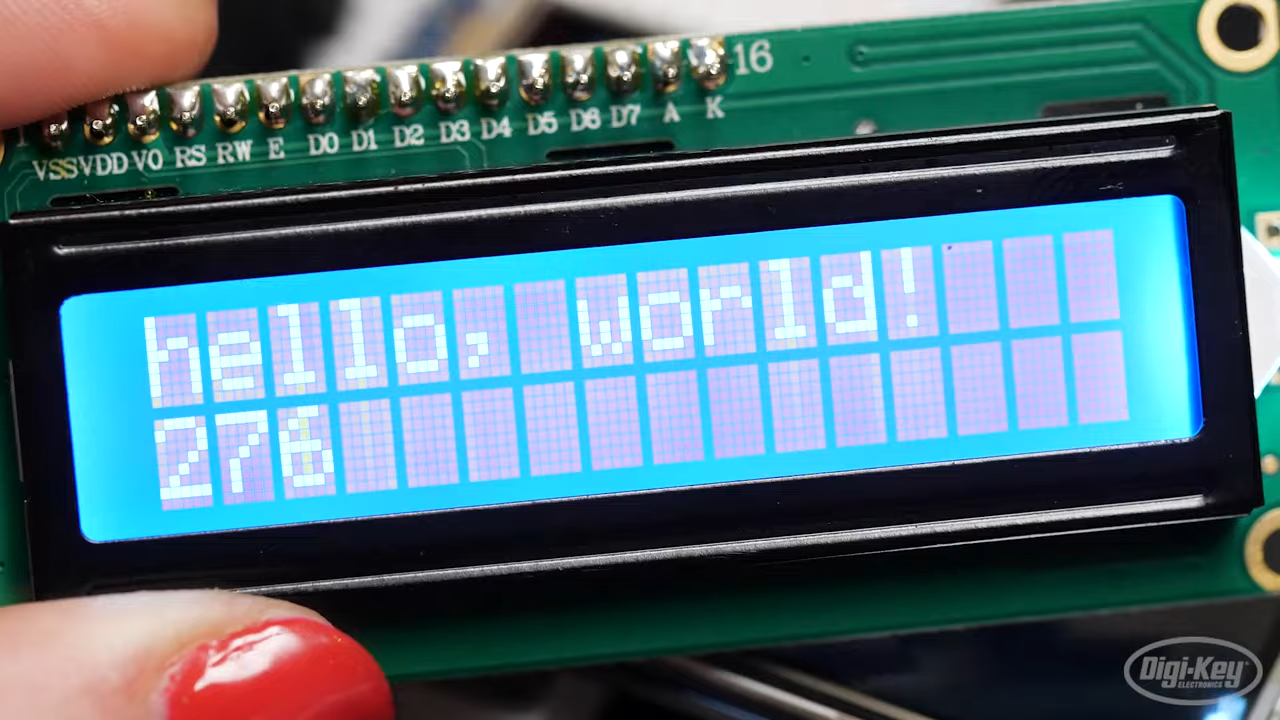 16
VSS VDD V0 RS RW E D0 D1 D2 D3 D4 D5 D6 D7 A K
hello, world!
276
Digi-Key
ELECTRONICS